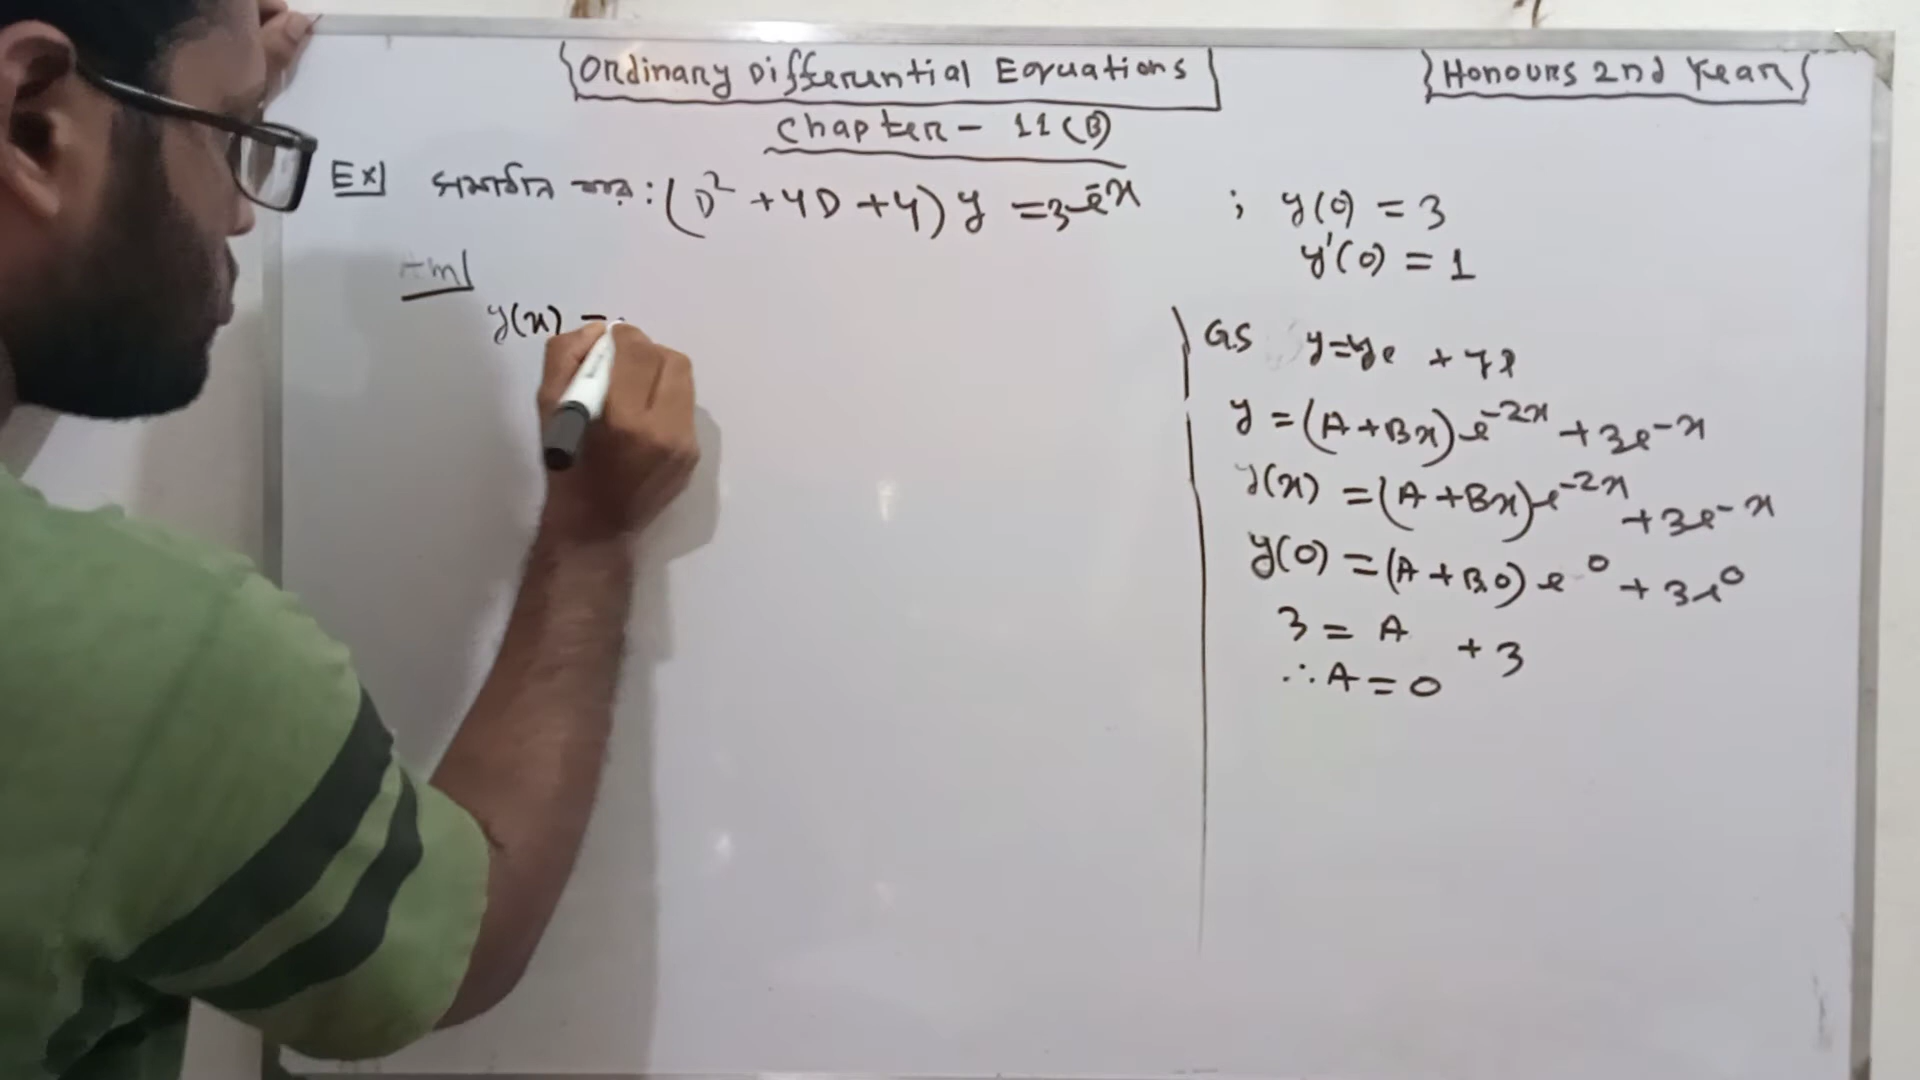 Ordinary Differential Equations
Honours 2nd Year
Chapter - 11(B)
Ex| সমাধান কর : (D² + 4D + 4) y = 3e⁻ˣ ; y(0) = 3
y'(0) = 1
y(x) =
G.S y = yc + yp
y = (A + Bx) e⁻²ˣ + 3e⁻ˣ
y(x) = (A + Bx) e⁻²ˣ + 3e⁻ˣ
y(0) = (A + B.0) e⁰ + 3e⁰
3 = A + 3
∴ A = 0